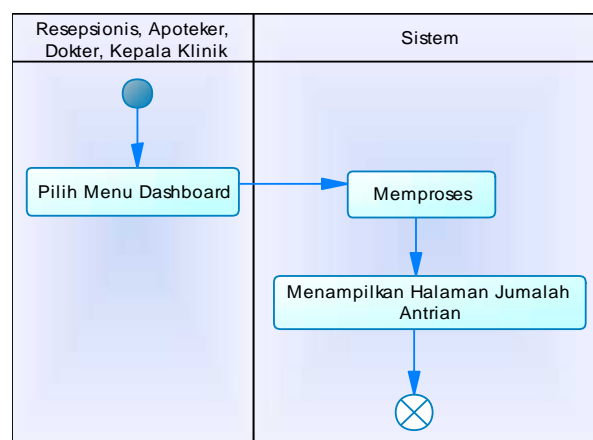 Resepsionis, Apoteker,
Dokter, Kepala Klinik
Sistem
Pilih Menu Dashboard
Memproses
Menampilkan Halaman Jumalah
Antrian